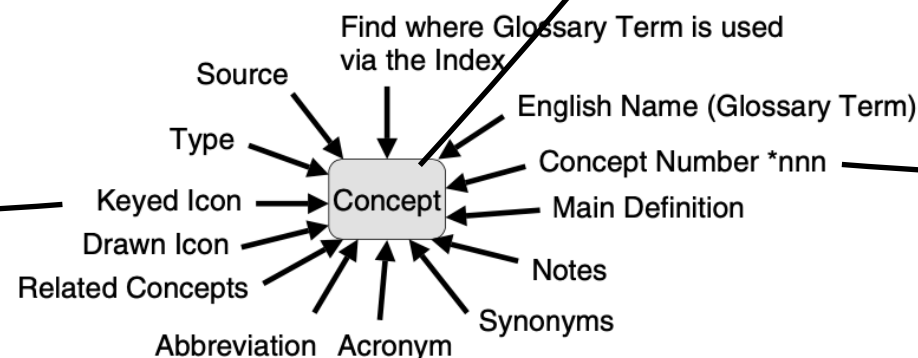 Find where Glossary Term is used
via the Index
Source
English Name (Glossary Term)
Type
Concept Number *nnn
Keyed Icon
Concept
Main Definition
Drawn Icon
Notes
Related Concepts
Synonyms
Abbreviation
Acronym